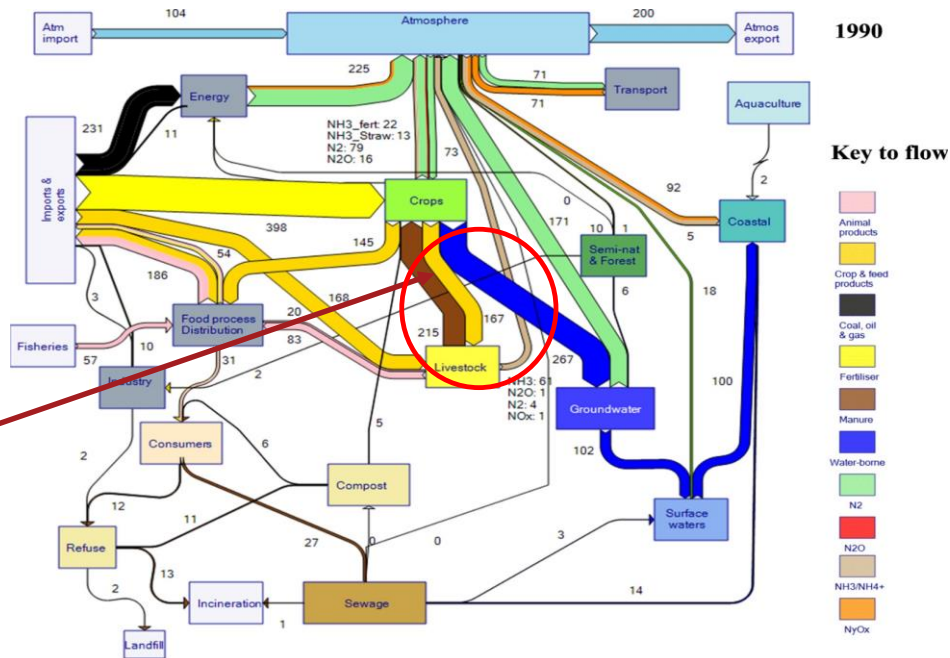 104
200
Atm
import
Atmosphere
Atmos
export
1990
225
71
71
Energy
Transport
Aquaculture
231
11
NH3_fert: 22
NH3_Straw: 13
N2: 79
N2O: 16
73
Key to flow
Imports &
exports
0
92
2
Crops
Coastal
398
171
10
1
5
Animal
products
145
Semi-nat
& Forest
54
186
Crop & feed
products
3
168
6
18
Food process
Distribution
20
167
Coal, oil
& gas
Fisheries
83
215
57
10
31
Livestock
267
Fertiliser
Industry
2
NH3: 61
N2O: 1
N2: 4
NOx: 1
100
Groundwater
Manure
5
Consumers
6
102
Water-borne
2
Compost
12
11
Surface
waters
N2
Refuse
27
0
0
3
N2O
13
14
2
Incineration
Sewage
NH3/NH4+
1
Landfill
NyOx